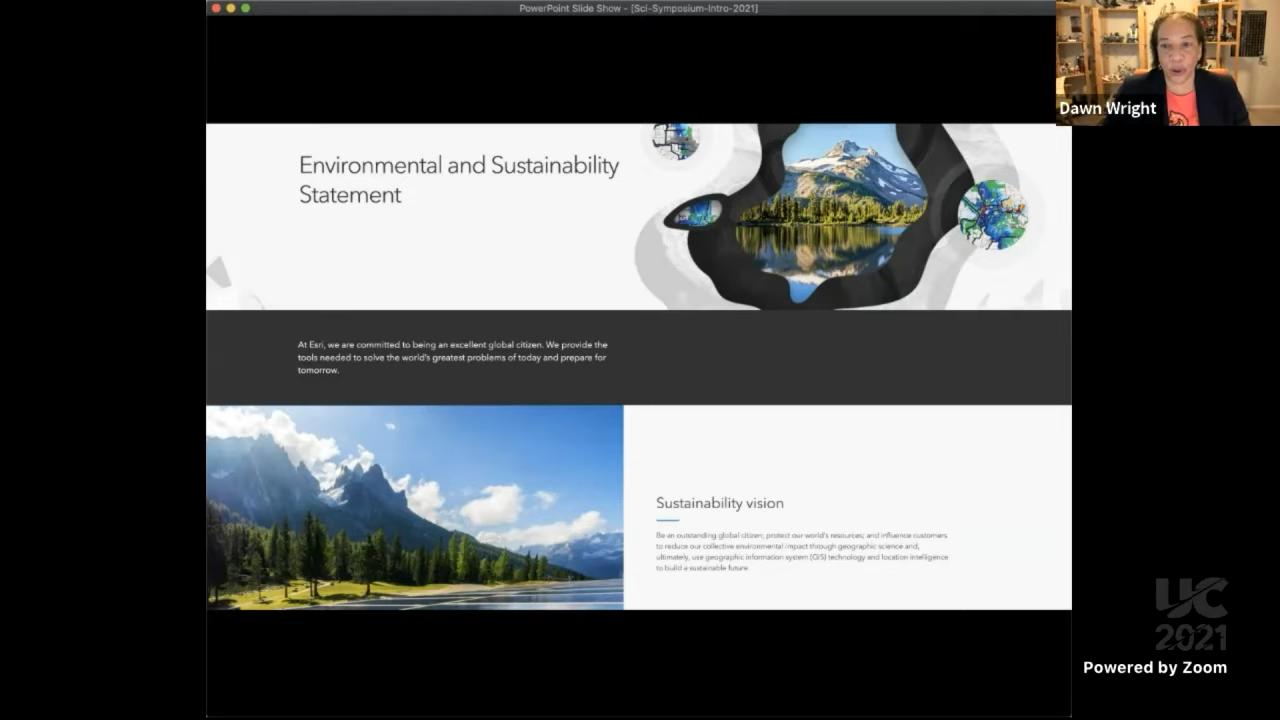 PowerPoint Slide Show - [Sci-Symposium-Intro-2021]
Dawn Wright
Environmental and Sustainability
Statement
At Esri, we are committed to being an excellent global citizen. We provide the
tools needed to solve the world's greatest problems of today and prepare for
tomorrow.
Sustainability vision
Be an outstanding global citizen; protect our world's resources; and influence customers
to reduce our collective environmental impact through geographic science and,
ultimately, use geographic information system (GIS) technology and location intelligence
to build a sustainable future.
UC
2021
Powered by Zoom